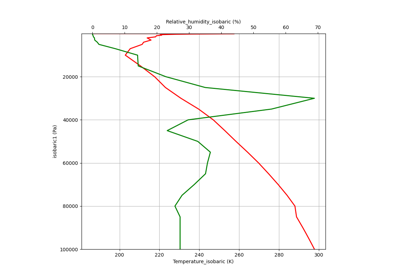 Relative_humidity_isobaric (%)
0 10 20 30 40 50 60 70
20000
40000
60000
80000
100000
isobaric1 (Pa)
200 220 240 260 280 300
Temperature_isobaric (K)